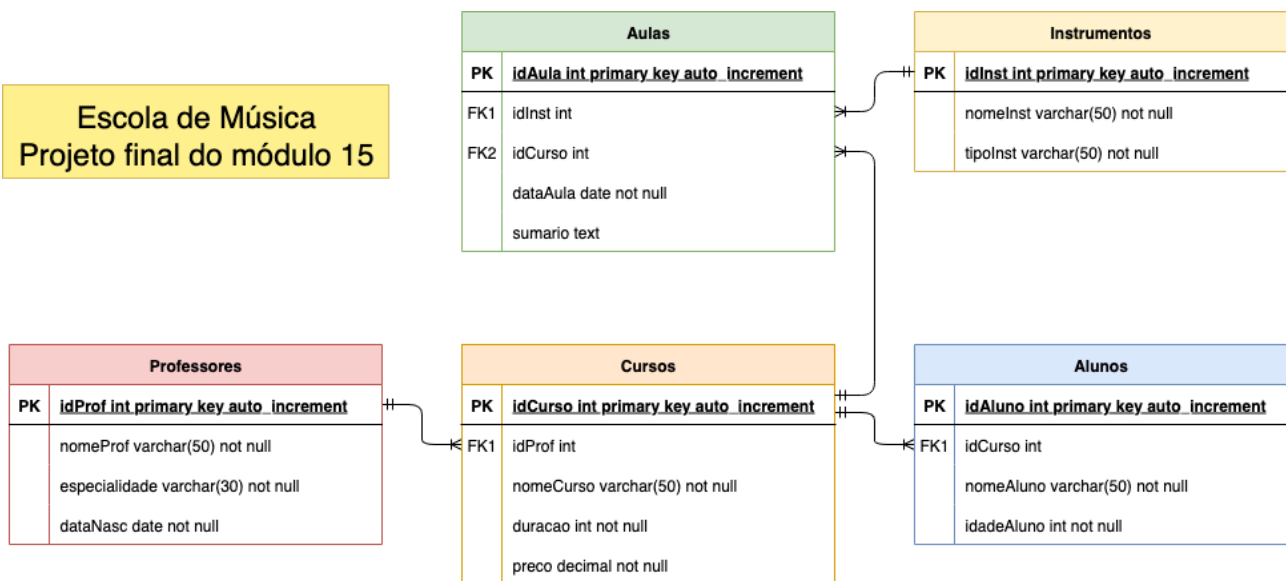 Escola de Música
Projeto final do módulo 15
Aulas
PK idAula int primary key auto_increment
FK1 idInst int
FK2 idCurso int
dataAula date not null
sumario text
Instrumentos
PK idInst int primary key auto_increment
nomeInst varchar(50) not null
tipoInst varchar(50) not null
Professores
PK idProf int primary key auto_increment
nomeProf varchar(50) not null
especialidade varchar(30) not null
dataNasc date not null
Cursos
PK idCurso int primary key auto_increment
FK1 idProf int
nomeCurso varchar(50) not null
duracao int not null
preco decimal not null
Alunos
PK idAluno int primary key auto_increment
FK1 idCurso int
nomeAluno varchar(50) not null
idadeAluno int not null